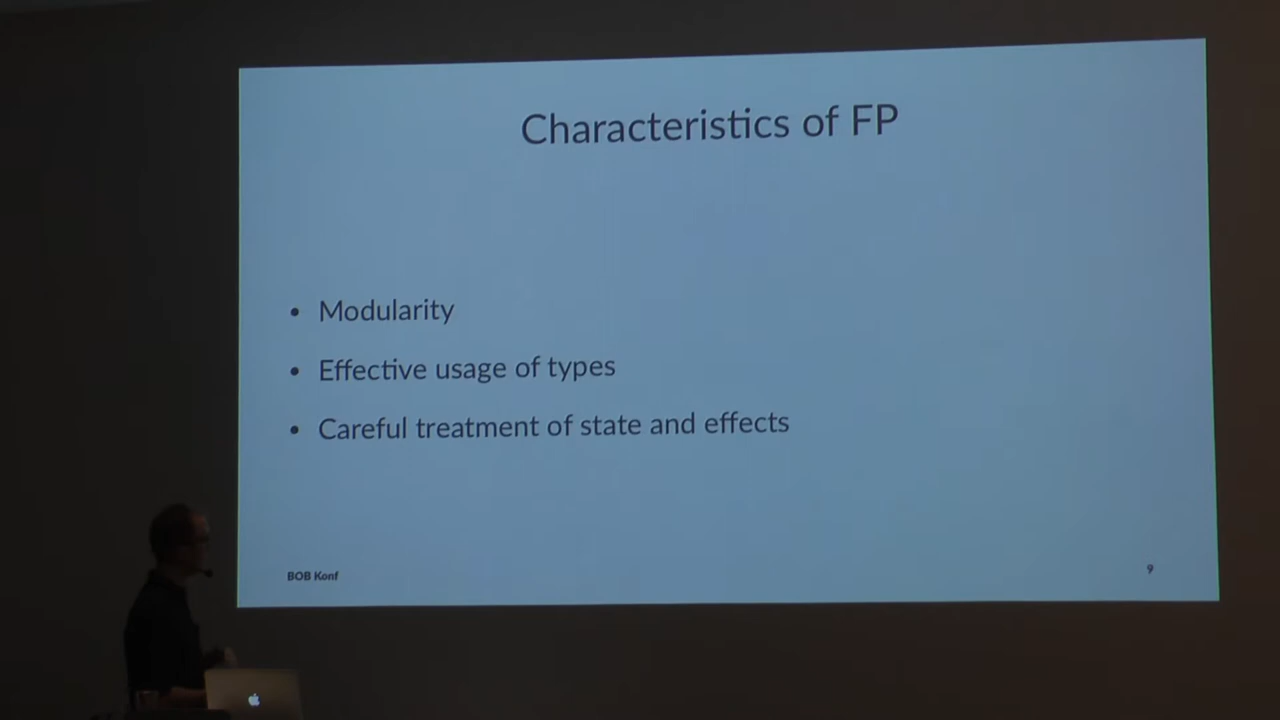 Characteristics of FP
• Modularity
• Effective usage of types
• Careful treatment of state and effects
BOB Konf
9